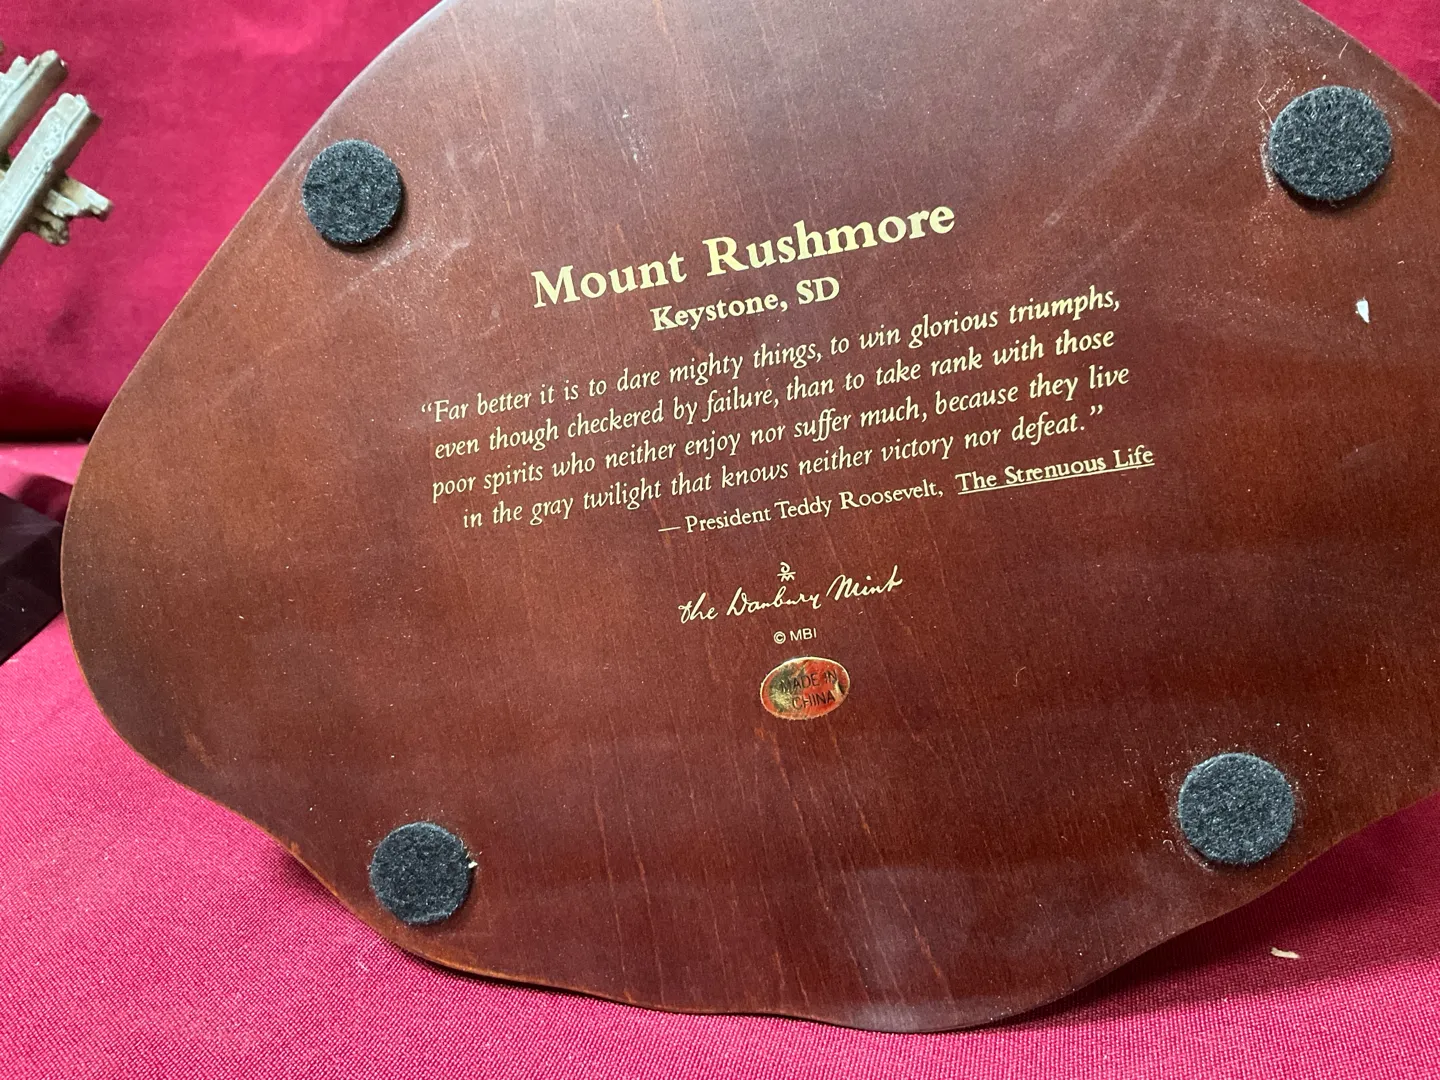 Mount Rushmore
Keystone, SD
“Far better it is to dare mighty things, to win glorious triumphs,
even though checkered by failure, than to take rank with those
poor spirits who neither enjoy nor suffer much, because they live
in the gray twilight that knows neither victory nor defeat.”
— President Teddy Roosevelt, The Strenuous Life
The Danbury Mint
© MBI
MADE IN
CHINA